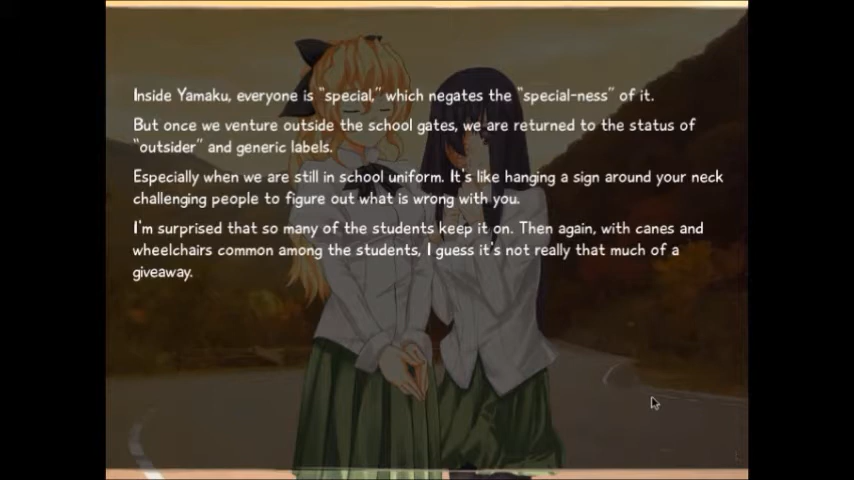 Inside Yamaku, everyone is "special," which negates the "special-ness" of it.
But once we venture outside the school gates, we are returned to the status of
"outsider" and generic labels.
Especially when we are still in school uniform. It's like hanging a sign around your neck
challenging people to figure out what is wrong with you.
I'm surprised that so many of the students keep it on. Then again, with canes and
wheelchairs common among the students, I guess it's not really that much of a
giveaway.